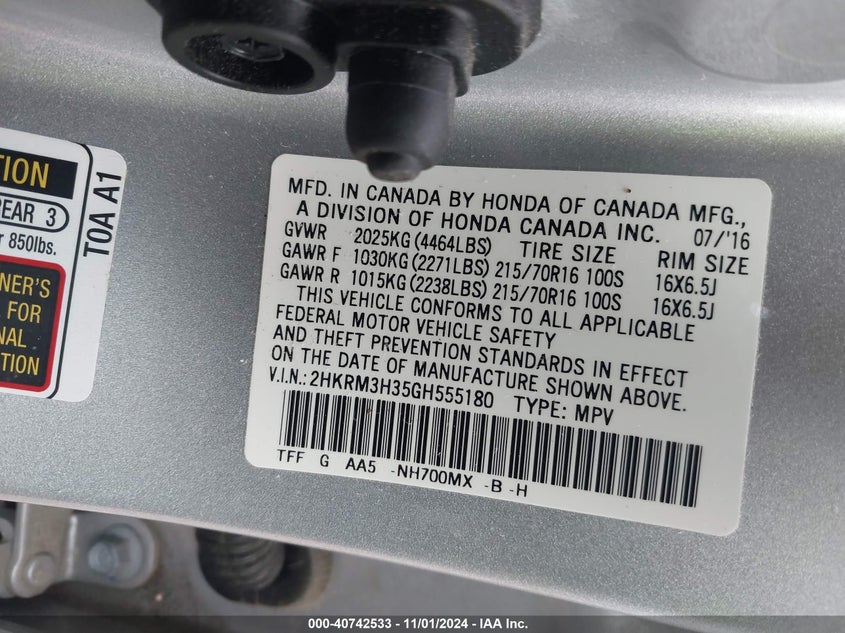 TION
REAR 3
r 850lbs.
NER'S
FOR
NAL
TION
TOA A1
MFD. IN CANADA BY HONDA OF CANADA MFG.,
A DIVISION OF HONDA CANADA INC. 07/'16
GVWR 2025KG (4464LBS) TIRE SIZE RIM SIZE
GAWR F 1030KG (2271LBS) 215/70R16 100S 16X6.5J
GAWR R 1015KG (2238LBS) 215/70R16 100S 16X6.5J
THIS VEHICLE CONFORMS TO ALL APPLICABLE
FEDERAL MOTOR VEHICLE SAFETY
AND THEFT PREVENTION STANDARDS IN EFFECT
ON THE DATE OF MANUFACTURE SHOWN ABOVE.
V.I.N.: 2HKRM3H35GH555180 TYPE: MPV
TFF G AA5 -NH700MX -B -H
000-40742533 - 11/01/2024 - IAA Inc.